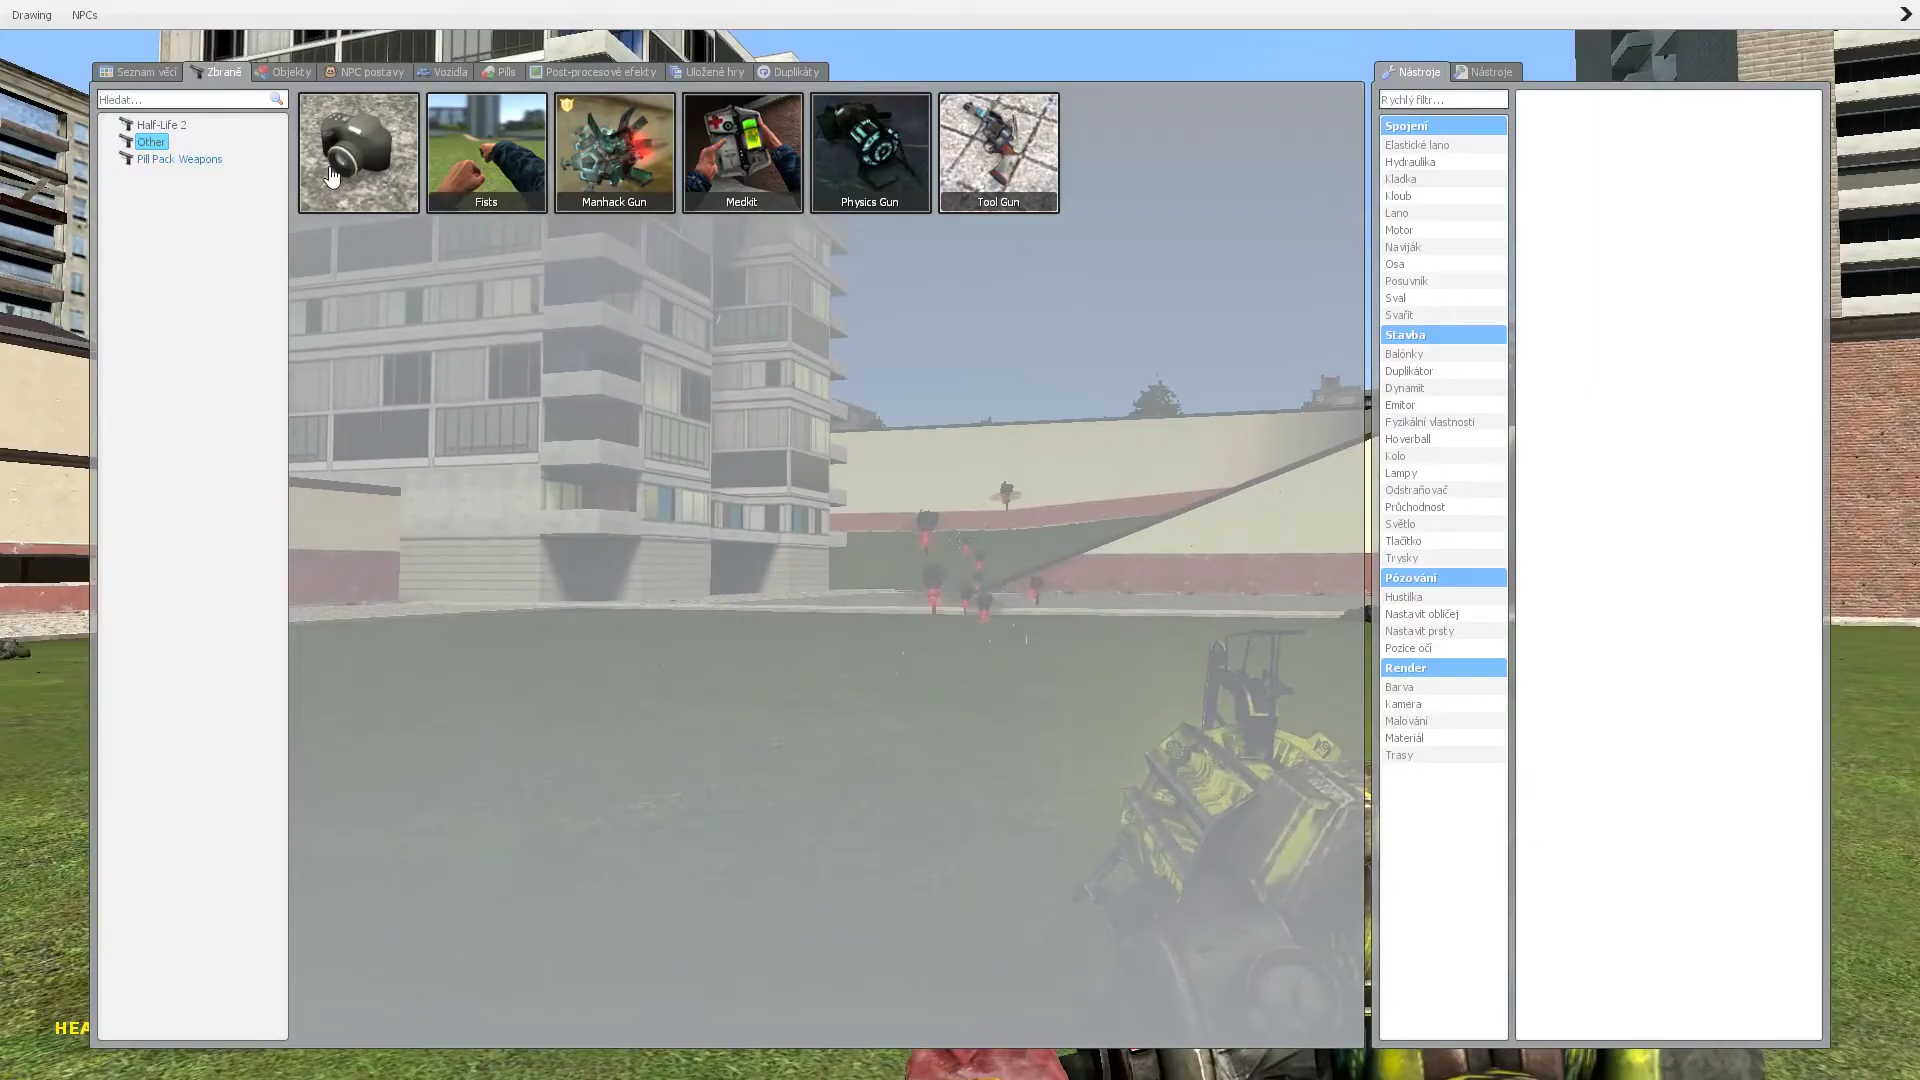 Drawing NPCs
Seznam věcí Zbraně Objekty NPC postavy Vozidla Pills Post-procesové efekty Uložené hry Duplikáty
Nástroje Nástroje
Hledat...
Half-Life 2
Other
Pill Pack Weapons
Fists
Manhack Gun
Medkit
Physics Gun
Tool Gun
Rychlý filtr...
Spojení
Elastické lano
Hydraulika
Kladka
Kloub
Lano
Motor
Naviják
Osa
Posuvník
Sval
Svařit
Stavba
Balónky
Duplikátor
Dynamit
Emitor
Fyzikální vlastnosti
Hoverball
Kolo
Lampy
Odstraňovač
Průchodnost
Světlo
Tlačítko
Trysky
Pózování
Hustilka
Nastavit obličej
Nastavit prsty
Pozice očí
Render
Barva
Kamera
Malování
Materiál
Trasy
HEA